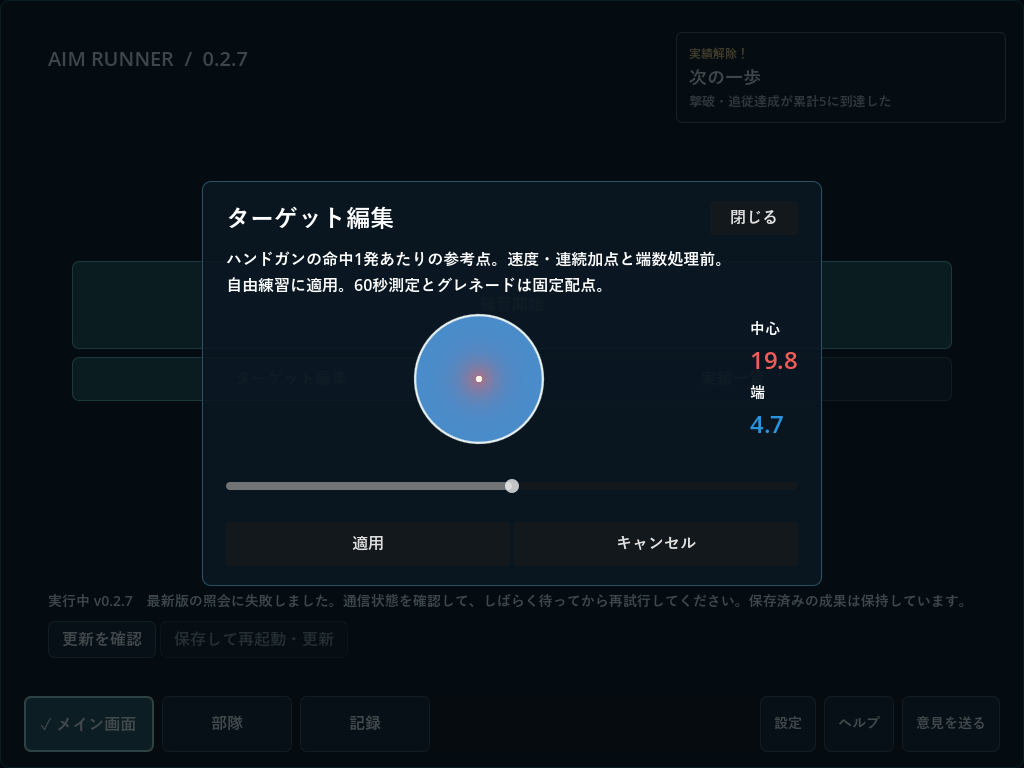 AIM RUNNER / 0.2.7
実績解除！
次の一歩
撃破・追従達成が累計5に到達した
ターゲット編集
閉じる
ハンドガンの命中1発あたりの参考点。速度・連続加点と端数処理前。
自由練習に適用。60秒測定とグレネードは固定配点。
中心
19.8
端
4.7
ターゲット編集
適用
キャンセル
実行中 v0.2.7　最新版の照会に失敗しました。通信状態を確認して、しばらく待ってから再試行してください。保存済みの成果は保持しています。
更新を確認
保存して再起動・更新
✓ メイン画面
部隊
記録
設定
ヘルプ
意見を送る